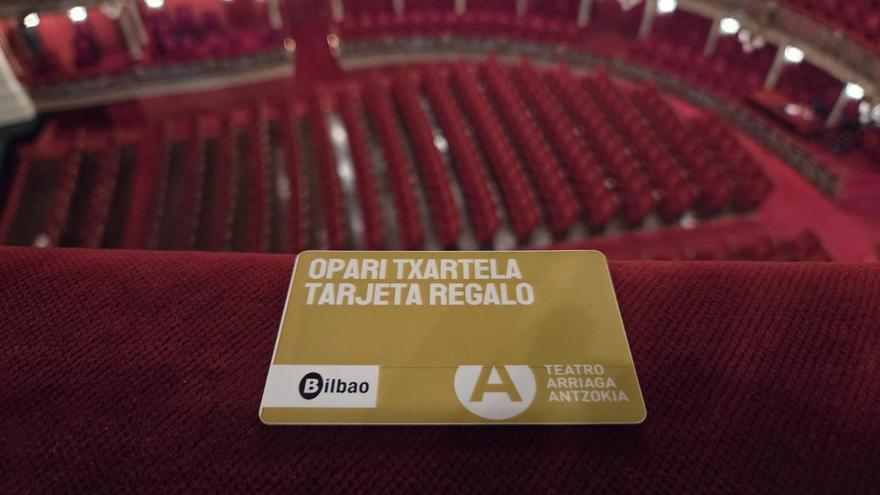 OPARI TXARTELA
TARJETA REGALO
Bilbao
A
TEATRO
ARRIAGA
ANTZOKIA